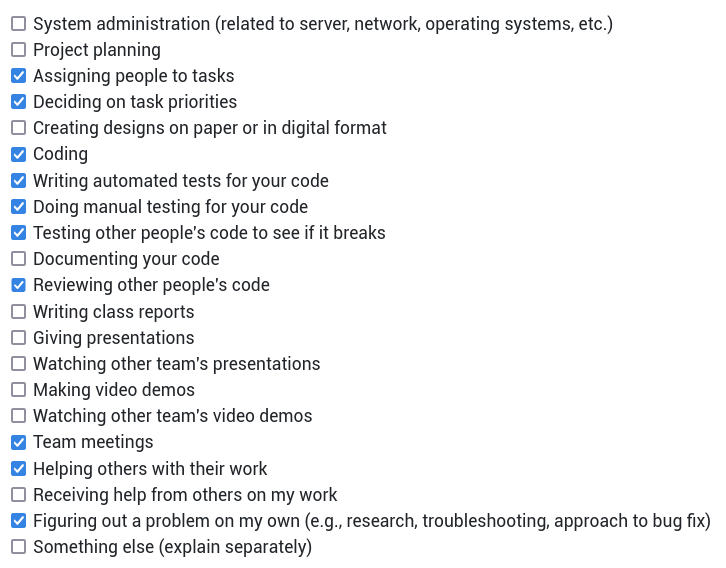 System administration (related to server, network, operating systems, etc.)
Project planning
Assigning people to tasks
Deciding on task priorities
Creating designs on paper or in digital format
Coding
Writing automated tests for your code
Doing manual testing for your code
Testing other people's code to see if it breaks
Documenting your code
Reviewing other people's code
Writing class reports
Giving presentations
Watching other team's presentations
Making video demos
Watching other team's video demos
Team meetings
Helping others with their work
Receiving help from others on my work
Figuring out a problem on my own (e.g., research, troubleshooting, approach to bug fix)
Something else (explain separately)